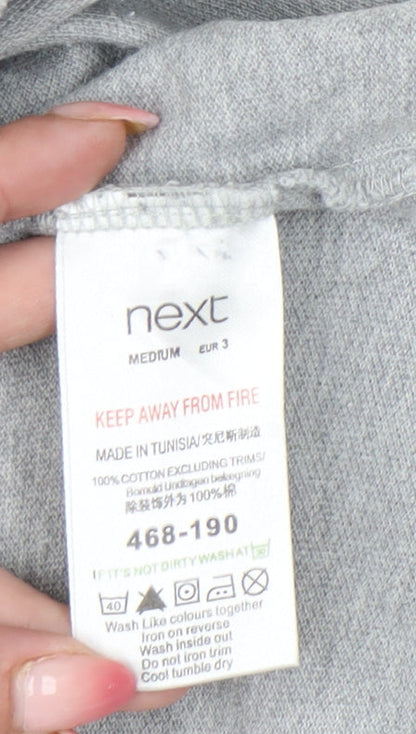 next
MEDIUM EUR 3
KEEP AWAY FROM FIRE
MADE IN TUNISIA/突尼斯制造
100% COTTON EXCLUDING TRIMS/
Bomuld Undtagen
除装饰外为100%棉
468-190
IF IT'S NOT DIRTY WASH AT 30
40
Wash Like colours together
Iron on reverse
Wash inside out
Do not iron trim
Cool tumble dry